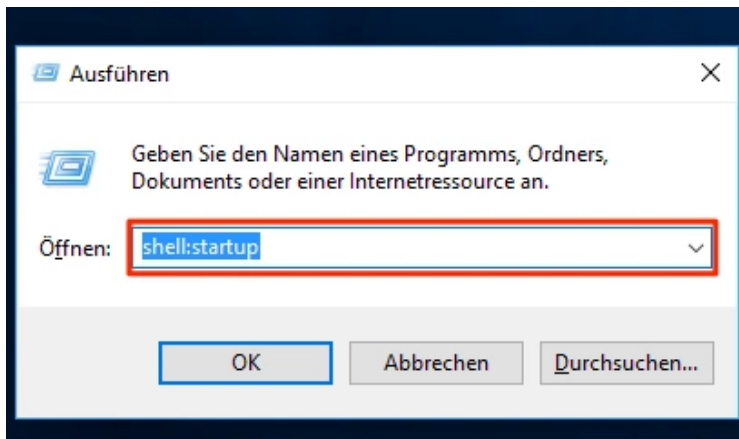 Ausführen
Geben Sie den Namen eines Programms, Ordners,
Dokuments oder einer Internetressource an.
Öffnen: shell:startup
OK Abbrechen Durchsuchen...